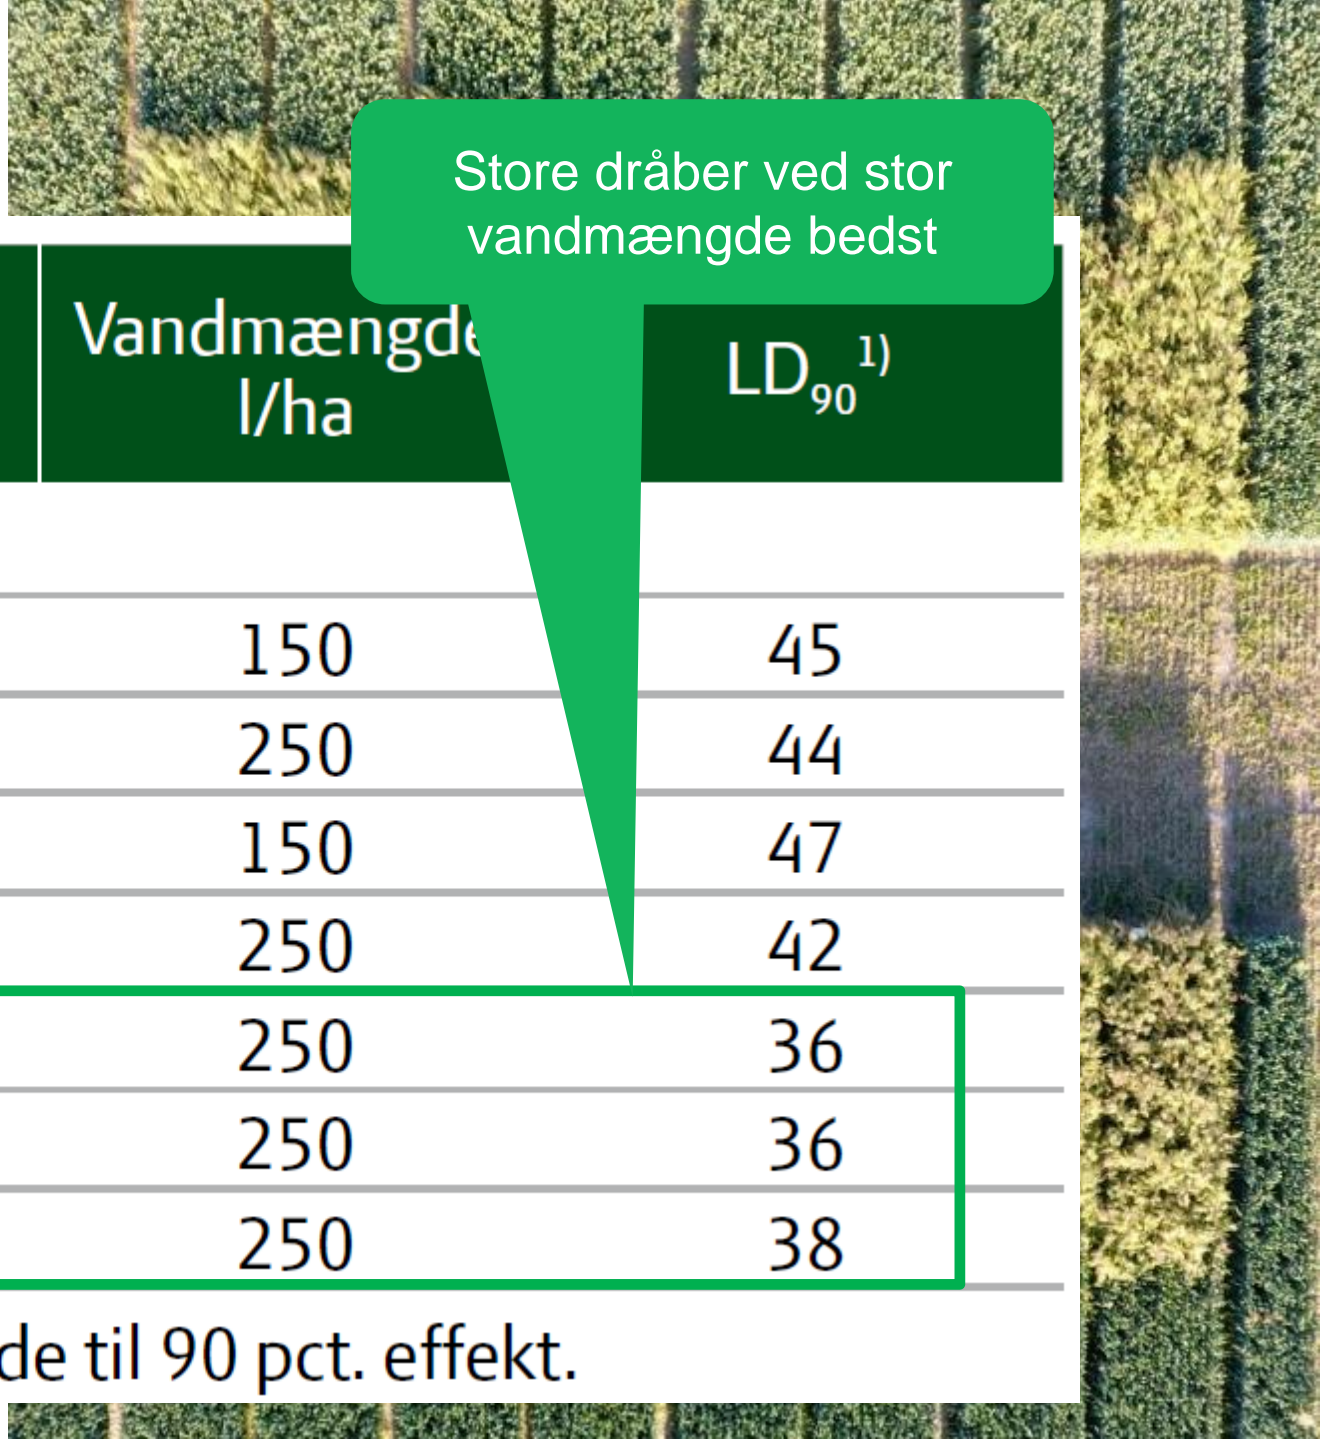 Store dråber ved stor
vandmængde bedst
Vandmængde
l/ha
LD90 1)
150 45
250 44
150 47
250 42
250 36
250 36
250 38
de til 90 pct. effekt.